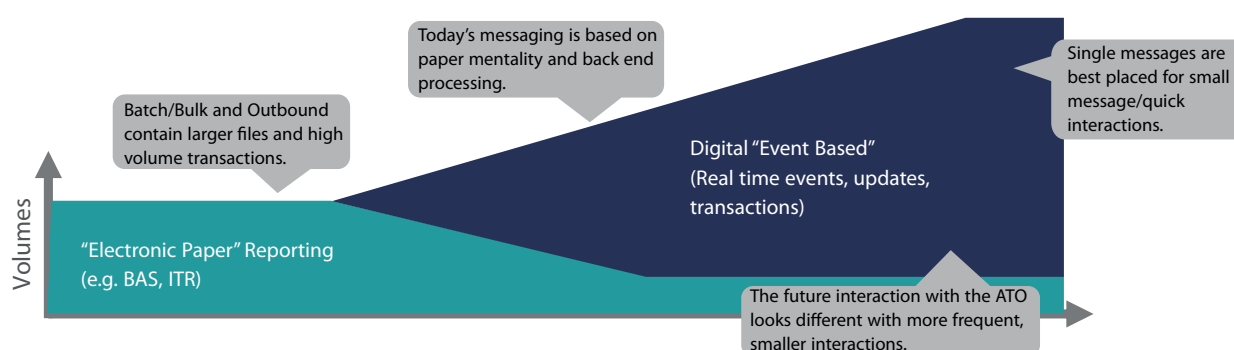 Today’s messaging is based on
paper mentality and back end
processing.
Single messages are
best placed for small
message/quick
interactions.
Batch/Bulk and Outbound
contain larger files and high
volume transactions.
Digital “Event Based”
(Real time events, updates,
transactions)
Volumes
“Electronic Paper” Reporting
(e.g. BAS, ITR)
The future interaction with the ATO
looks different with more frequent,
smaller interactions.